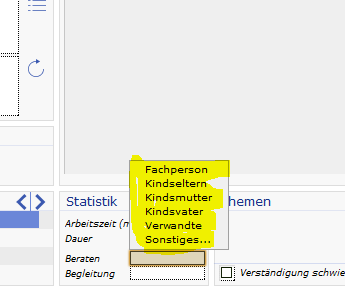 Fachperson
Kindseltern
Kindsmutter
Kindsvater
Verwandte
Sonstiges...
Statistik
Arbeitszeit (m
Dauer
Beraten
Begleitung
hemen
Verständigung schwie